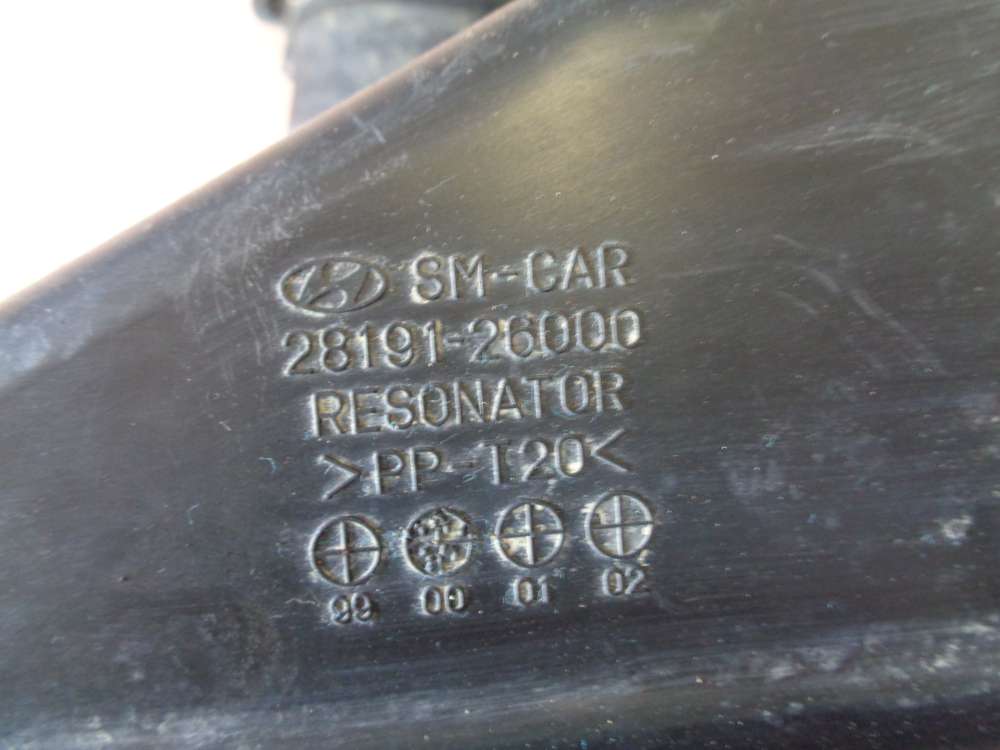 SM-CAR
28191-26000
RESONATOR
>PP-T20<
99 00 01 02